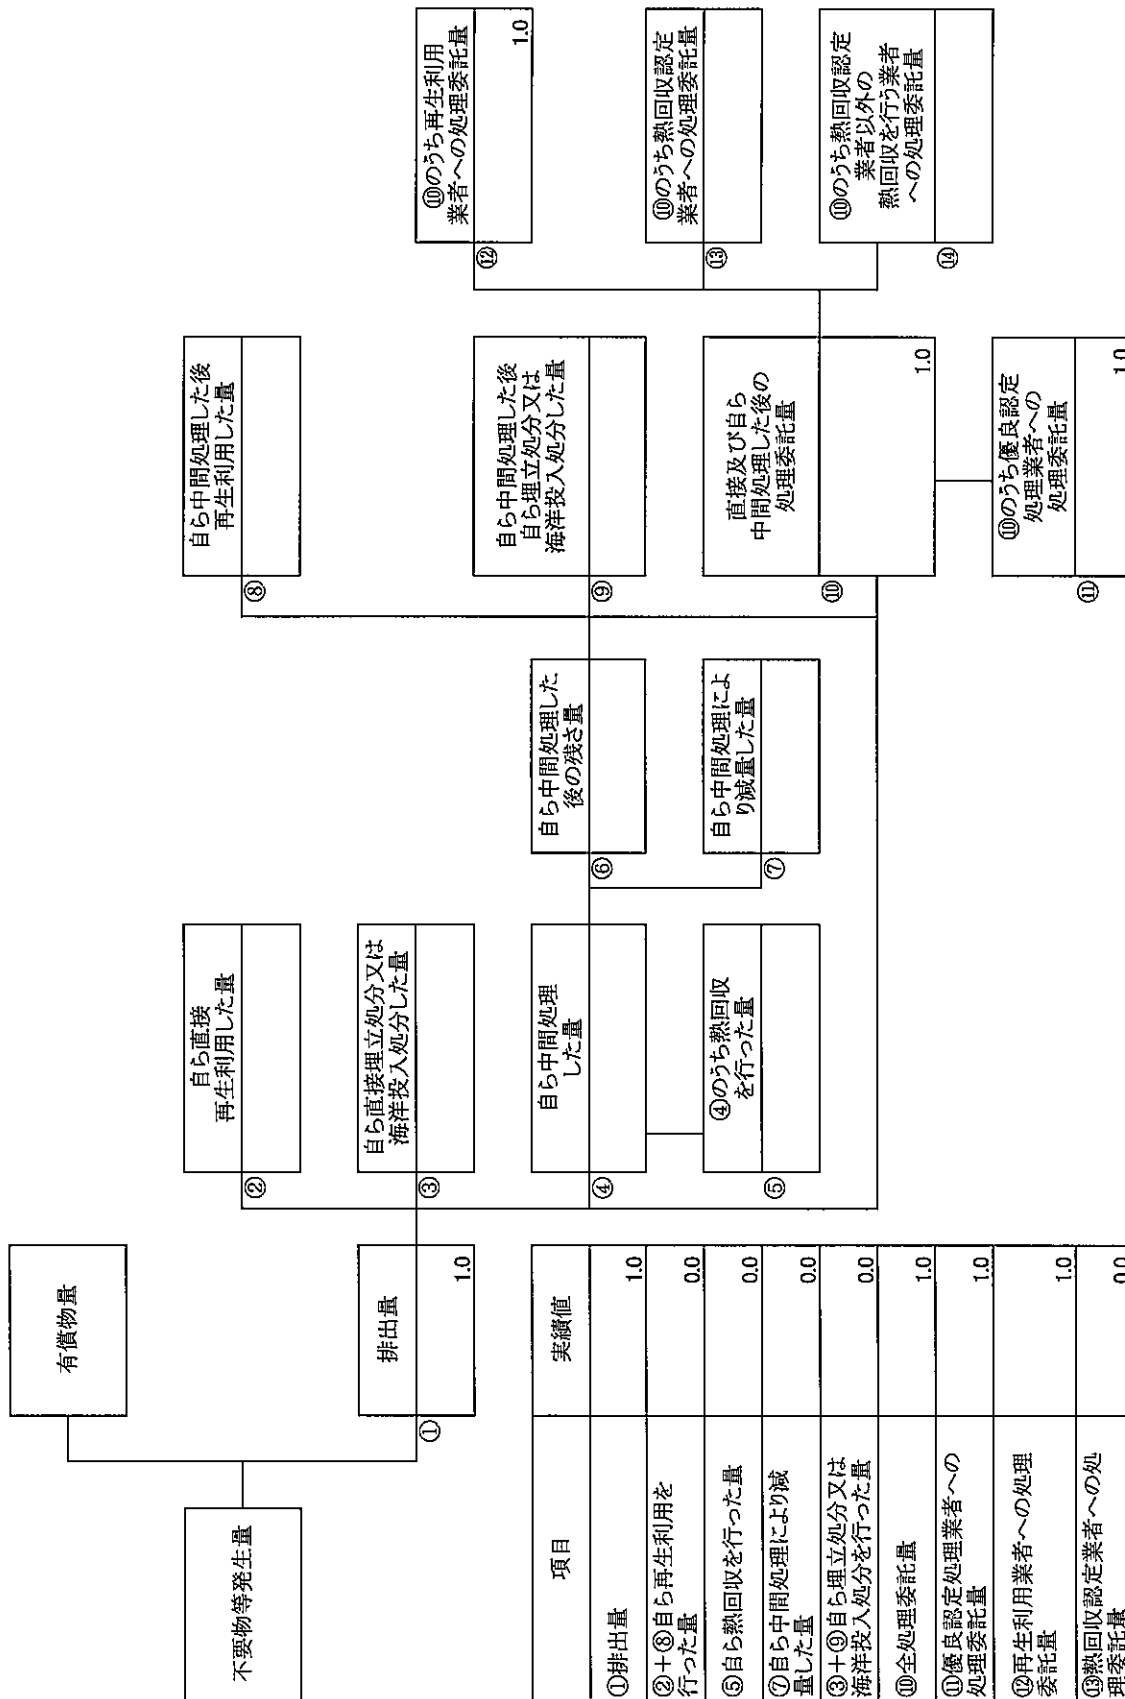 不要物等発生量
有償物量
①
排出量
1.0
②
自ら直接
再生利用した量
③
自ら直接埋立処分又は
海洋投入処分した量
④
自ら中間処理
した量
⑤
④のうち熱回収
を行った量
⑥
自ら中間処理した
後の残さ量
⑦
自ら中間処理によ
り減量した量
⑧
自ら中間処理した後
再生利用した量
⑨
自ら中間処理した後
自ら埋立処分又は
海洋投入処分した量
⑩
直接及び自ら
中間処理した後の
処理委託量
1.0
⑪
⑩のうち優良認定
処理業者への
処理委託量
1.0
⑫
⑩のうち再生利用
業者への処理委託量
1.0
⑬
⑩のうち熱回収認定
業者への処理委託量
⑭
⑩のうち熱回収認定
業者以外の
熱回収を行う業者
への処理委託量
項目
実績値
①排出量
1.0
②+⑧自ら再生利用を
行った量
0.0
⑤自ら熱回収を行った量
0.0
⑦自ら中間処理により減
量した量
0.0
③+⑨自ら埋立処分又は
海洋投入処分を行った量
0.0
⑩全処理委託量
1.0
⑪優良認定処理業者への
処理委託量
1.0
⑫再生利用業者への処理
委託量
1.0
⑬熱回収認定業者への処
理委託量
0.0